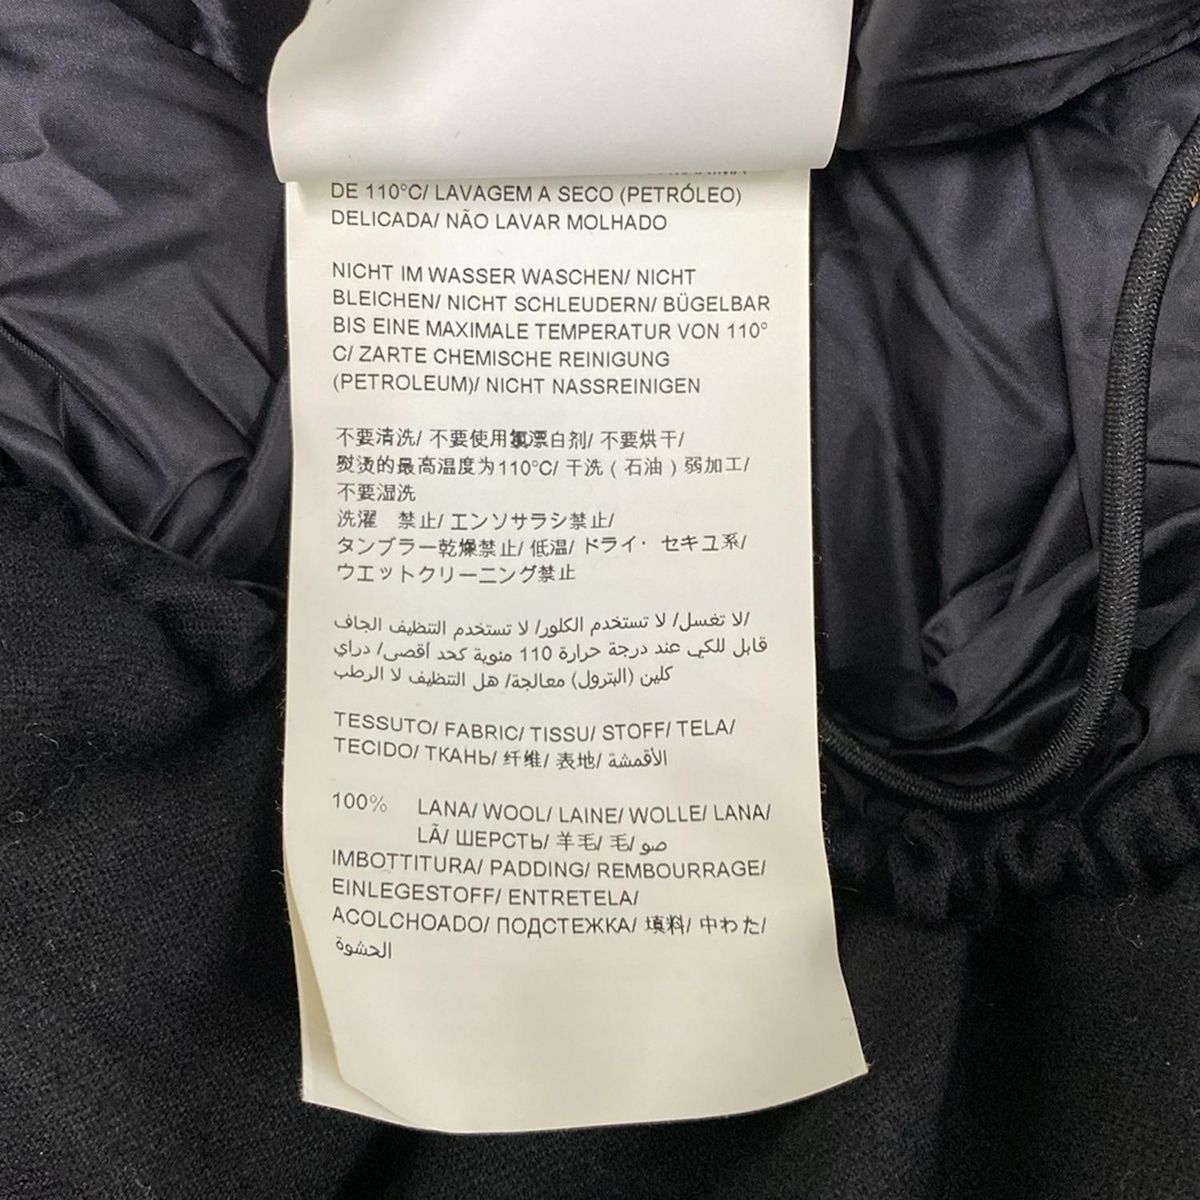 DE 110°C/ LAVAGEM A SECO (PETRÓLEO)
DELICADA/ NÃO LAVAR MOLHADO
NICHT IM WASSER WASCHEN/ NICHT
BLEICHEN/ NICHT SCHLEUDERN/ BÜGELBAR
BIS EINE MAXIMALE TEMPERATUR VON 110°
C/ ZARTE CHEMISCHE REINIGUNG
(PETROLEUM)/ NICHT NASSREINIGEN
不要清洗/ 不要使用氯漂白剂/ 不要烘干/
熨烫的最高温度为110°C/ 干洗 ( 石油 ) 弱加工/
不要湿洗
洗濯　禁止/ エンソサラシ禁止/
タンブラー乾燥禁止/ 低温/ ドライ・ セキユ系/
ウエットクリーニング禁止
لا تغسل/ لا تستخدم الكلور/ لا تستخدم التنظيف الجاف/
قابل للكي عند درجة حرارة 110 مئوية كحد أقصى/ دراي
كلين (البترول) معالجة/ هل التنظيف لا الرطب
TESSUTO/ FABRIC/ TISSU/ STOFF/ TELA/
TECIDO/ ТКАНЬ/ 纤维/ 表地/ الأقمشة
100% LANA/ WOOL/ LAINE/ WOLLE/ LANA/
LÃ/ ШЕРСТЬ/ 羊毛/ 毛/ صو
IMBOTTITURA/ PADDING/ REMBOURRAGE/
EINLEGESTOFF/ ENTRETELA/
ACOLCHOADO/ ПОДСТЕЖКА/ 填料/ 中わた/
الحشوة